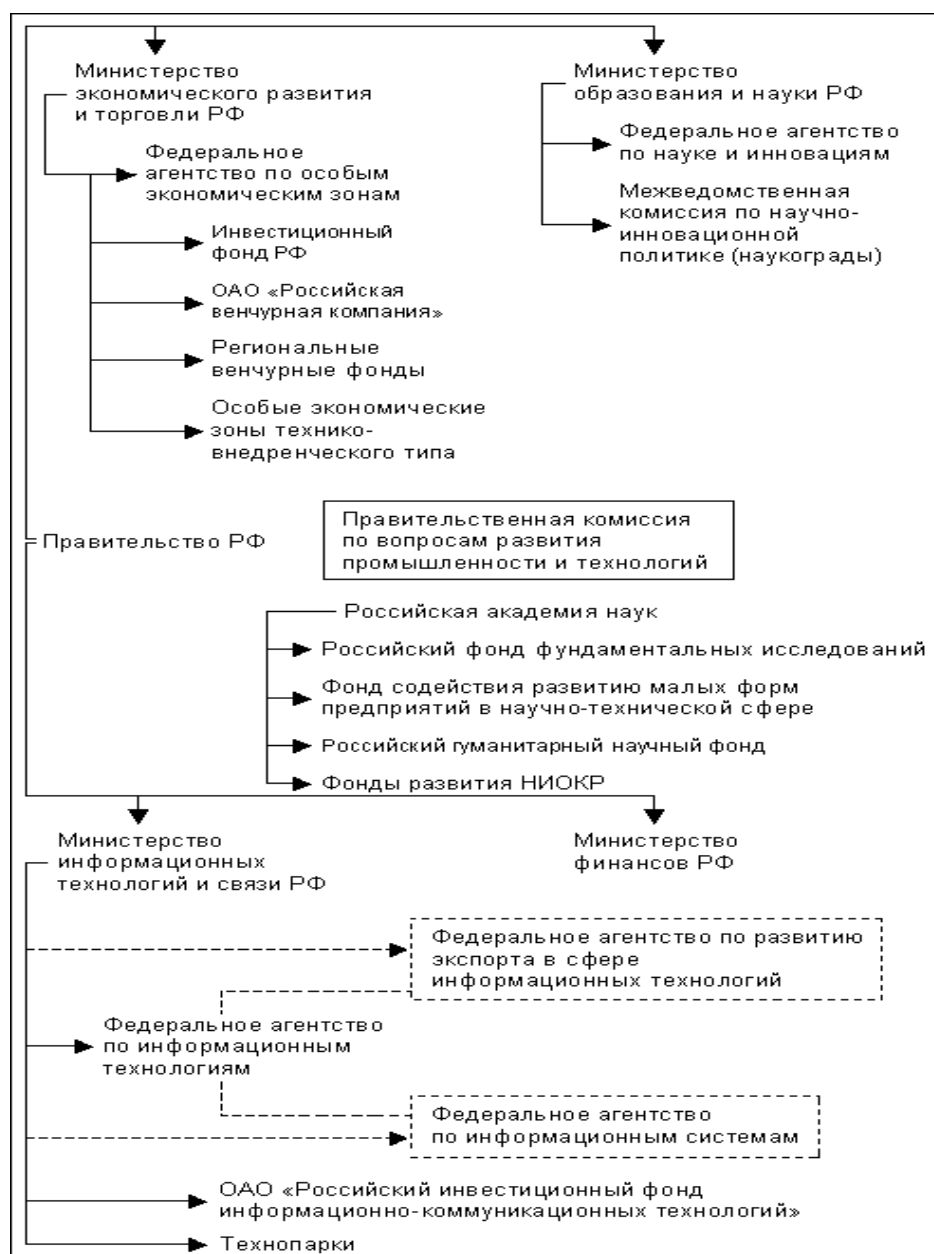 Министерство
экономического развития
и торговли РФ
Федеральное
агентство по особым
экономическим зонам
Инвестиционный
фонд РФ
ОАО «Российская
венчурная компания»
Региональные
венчурные фонды
Особые экономические
зоны технико-
внедренческого типа
Министерство
образования и науки РФ
Федеральное агентство
по науке и инновациям
Межведомственная
комиссия по научно-
инновационной
политике (наукограды)
Правительство РФ
Правительственная комиссия
по вопросам развития
промышленности и технологий
Российская академия наук
Российский фонд фундаментальных исследований
Фонд содействия развитию малых форм
предприятий в научно-технической сфере
Российский гуманитарный научный фонд
Фонды развития НИОКР
Министерство
информационных
технологий и связи РФ
Министерство
финансов РФ
Федеральное агентство по развитию
экспорта в сфере
информационных технологий
Федеральное агентство
по информационным
технологиям
Федеральное агентство
по информационным системам
ОАО «Российский инвестиционный фонд
информационно-коммуникационных технологий»
Технопарки